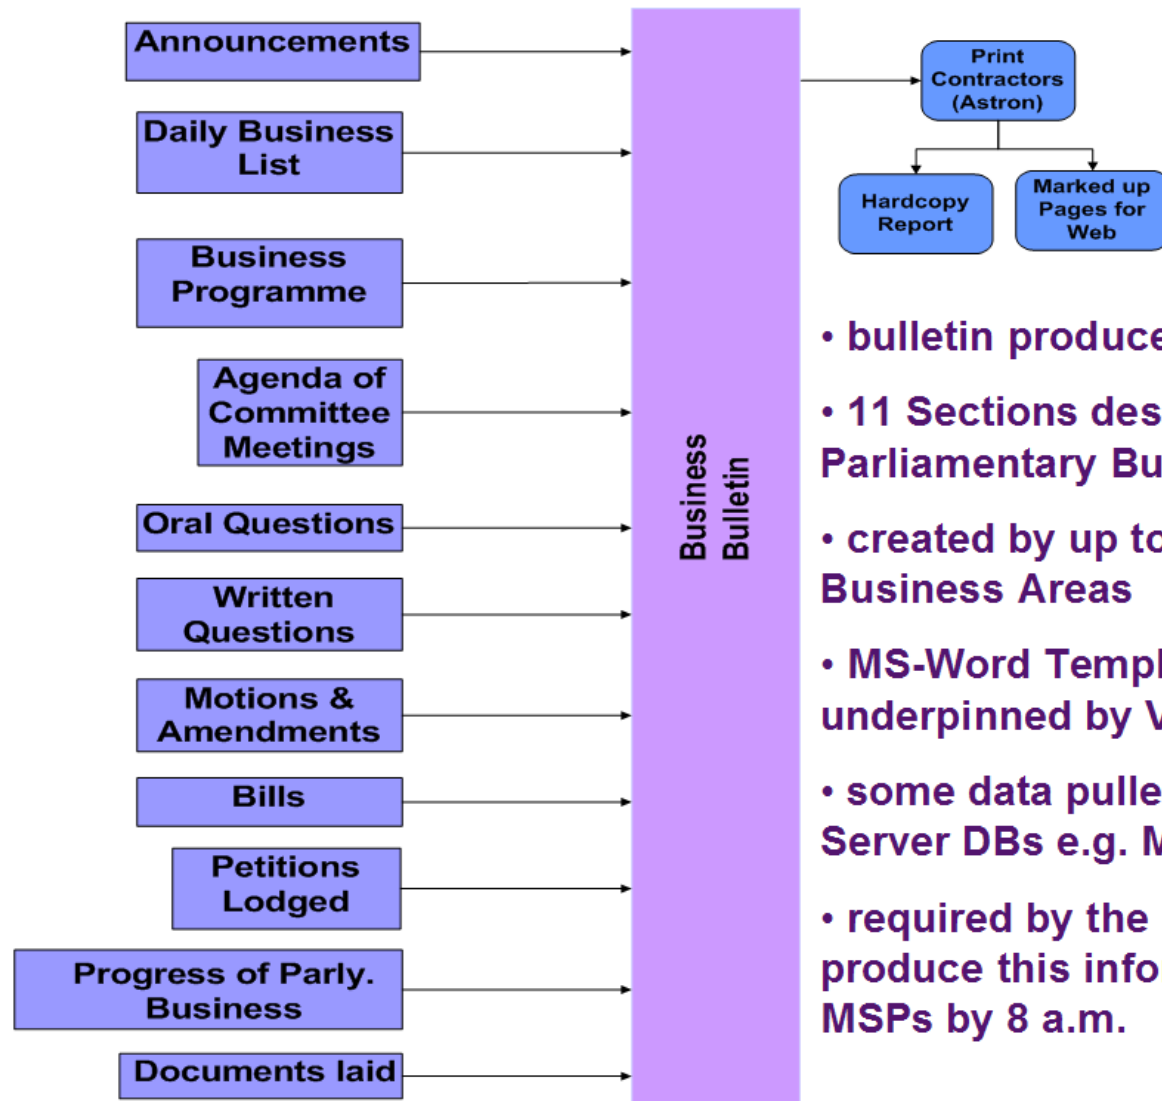 Announcements
Daily Business
List
Business
Programme
Agenda of
Committee
Meetings
Oral Questions
Written
Questions
Motions &
Amendments
Bills
Petitions
Lodged
Progress of Parly.
Business
Documents laid
Business
Bulletin
Print
Contractors
(Astron)
Hardcopy
Report
Marked up
Pages for
Web
• bulletin produce
• 11 Sections des
Parliamentary Bu
• created by up to
Business Areas
• MS-Word Templ
underpinned by V
• some data pulle
Server DBs e.g. M
• required by the
produce this info
MSPs by 8 a.m.